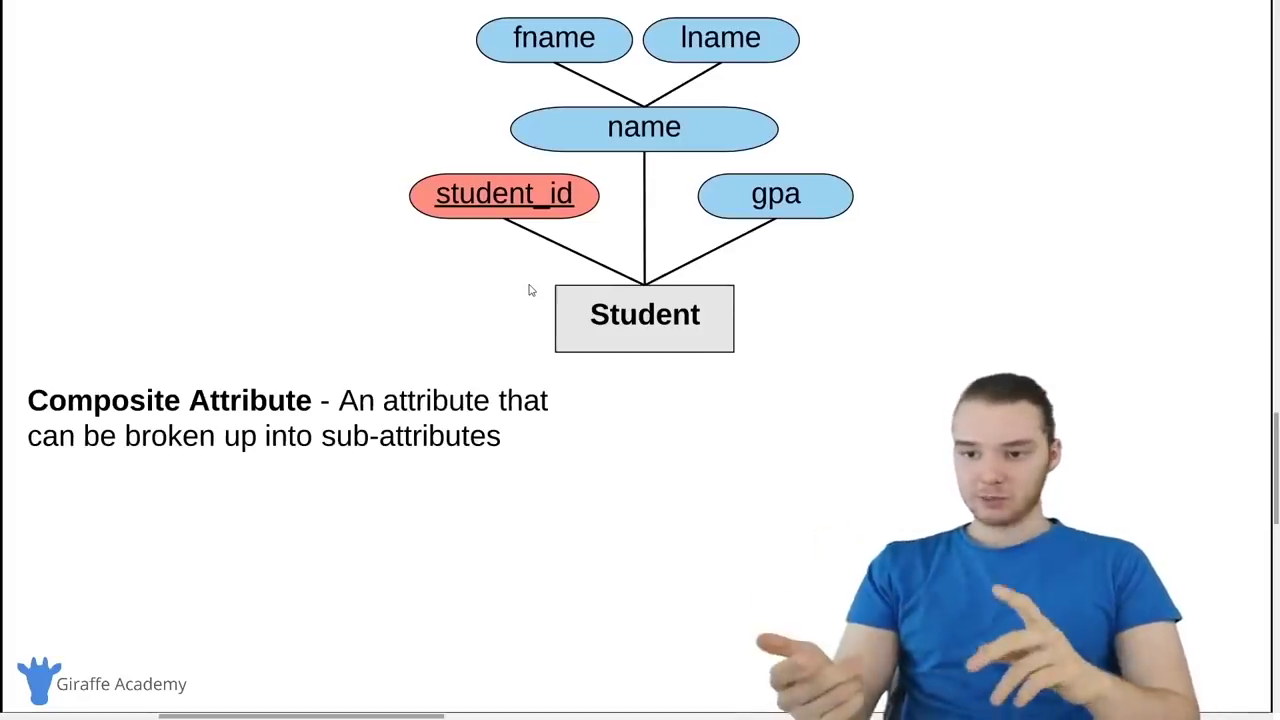 fname lname
name
student_id gpa
Student
Composite Attribute - An attribute that
can be broken up into sub-attributes
Giraffe Academy